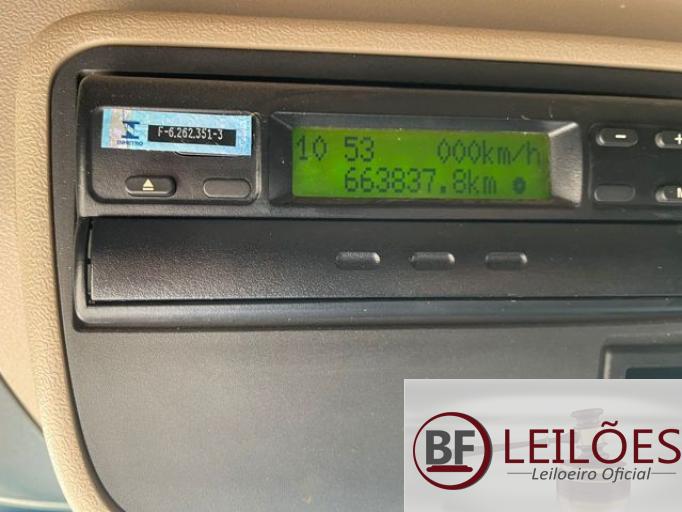 F-6.262.351-3
INMETRO
10 53 000km/h
663837.8km
BF LEILÕES
Leiloeiro Oficial